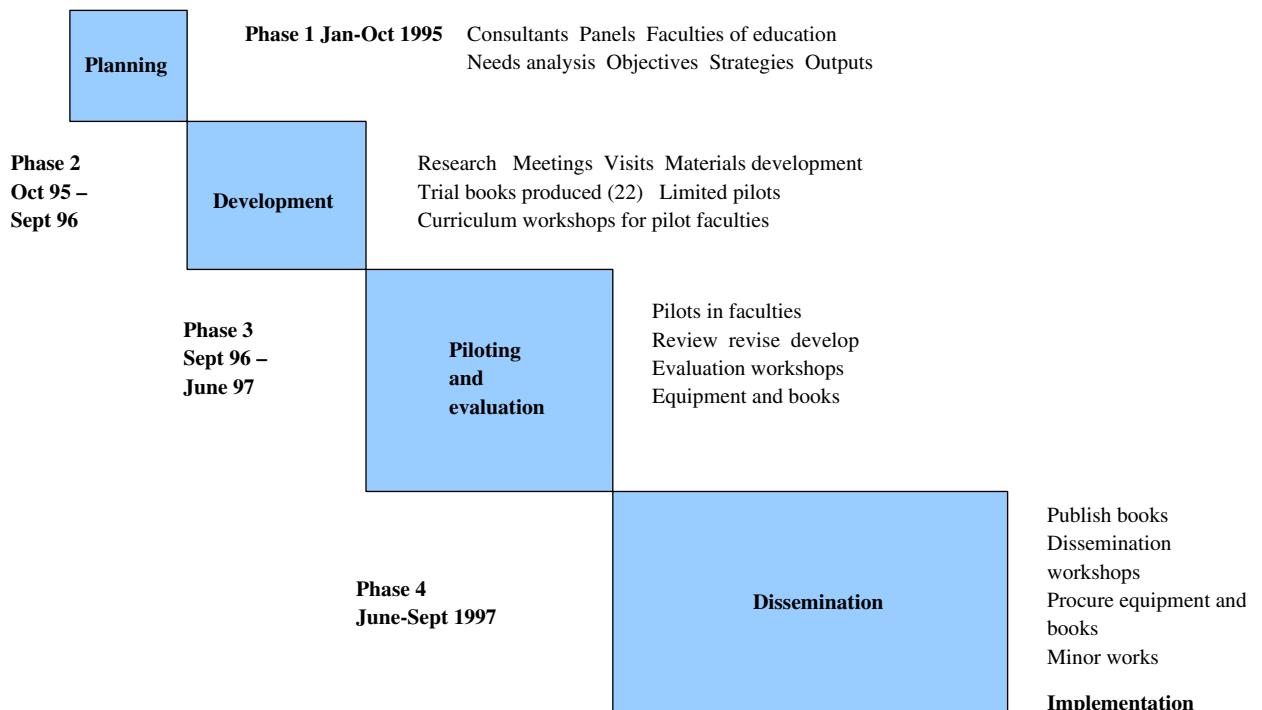 Phase 1 Jan-Oct 1995 Consultants Panels Faculties of education
Needs analysis Objectives Strategies Outputs
Planning
Phase 2
Oct 95 –
Sept 96
Development
Research Meetings Visits Materials development
Trial books produced (22) Limited pilots
Curriculum workshops for pilot faculties
Phase 3
Sept 96 –
June 97
Piloting
and
evaluation
Pilots in faculties
Review revise develop
Evaluation workshops
Equipment and books
Phase 4
June-Sept 1997
Dissemination
Publish books
Dissemination
workshops
Procure equipment and
books
Minor works
Implementation